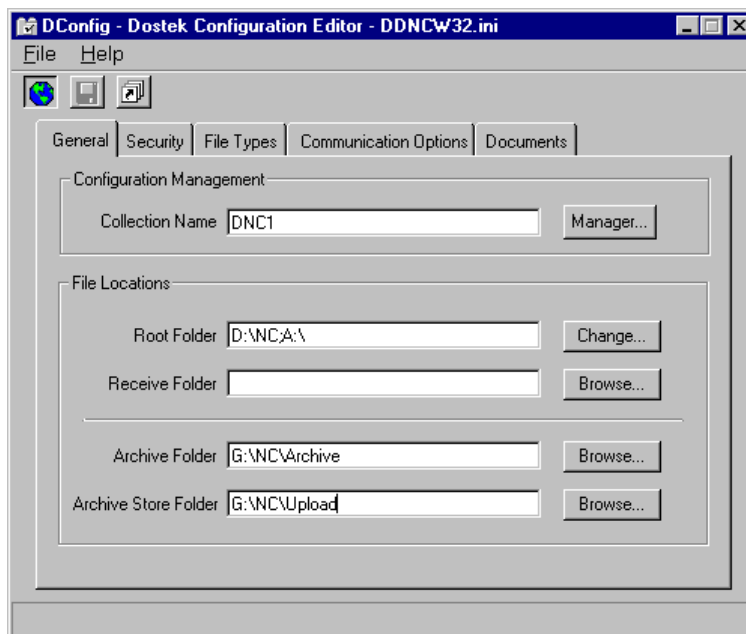 DConfig - Dostek Configuration Editor - DDNCW32.ini
File Help
General Security File Types Communication Options Documents
Configuration Management
Collection Name DNC1 Manager...
File Locations
Root Folder D:\NC;A:\ Change...
Receive Folder Browse...
Archive Folder G:\NC\Archive Browse...
Archive Store Folder G:\NC\Upload Browse...